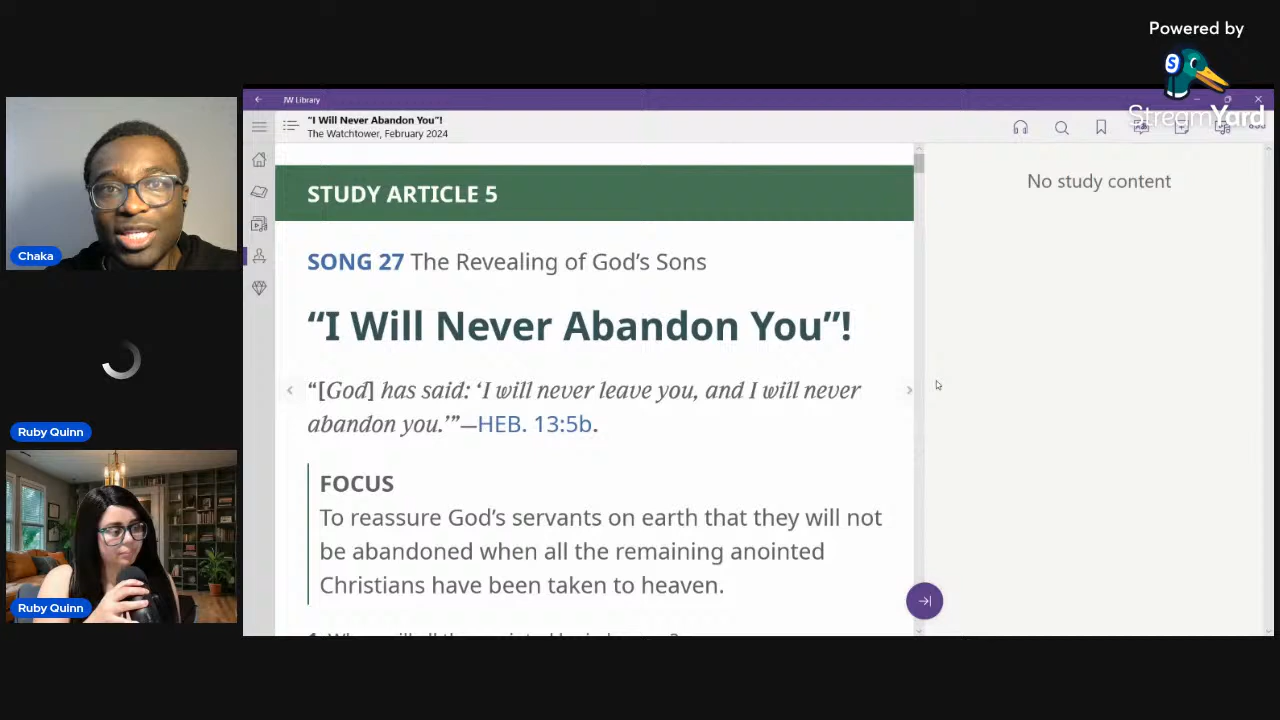 Powered by
StreamYard
S
JW Library
“I Will Never Abandon You”!
The Watchtower, February 2024
No study content
STUDY ARTICLE 5
SONG 27 The Revealing of God’s Sons
“I Will Never Abandon You”!
“[God] has said: ‘I will never leave you, and I will never
abandon you.’”—HEB. 13:5b.
FOCUS
To reassure God’s servants on earth that they will not
be abandoned when all the remaining anointed
Christians have been taken to heaven.
Chaka
Ruby Quinn
Ruby Quinn